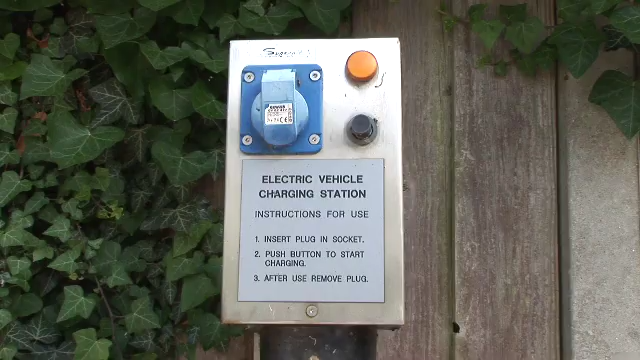 ELECTRIC VEHICLE
CHARGING STATION
INSTRUCTIONS FOR USE
1. INSERT PLUG IN SOCKET.
2. PUSH BUTTON TO START
CHARGING.
3. AFTER USE REMOVE PLUG.